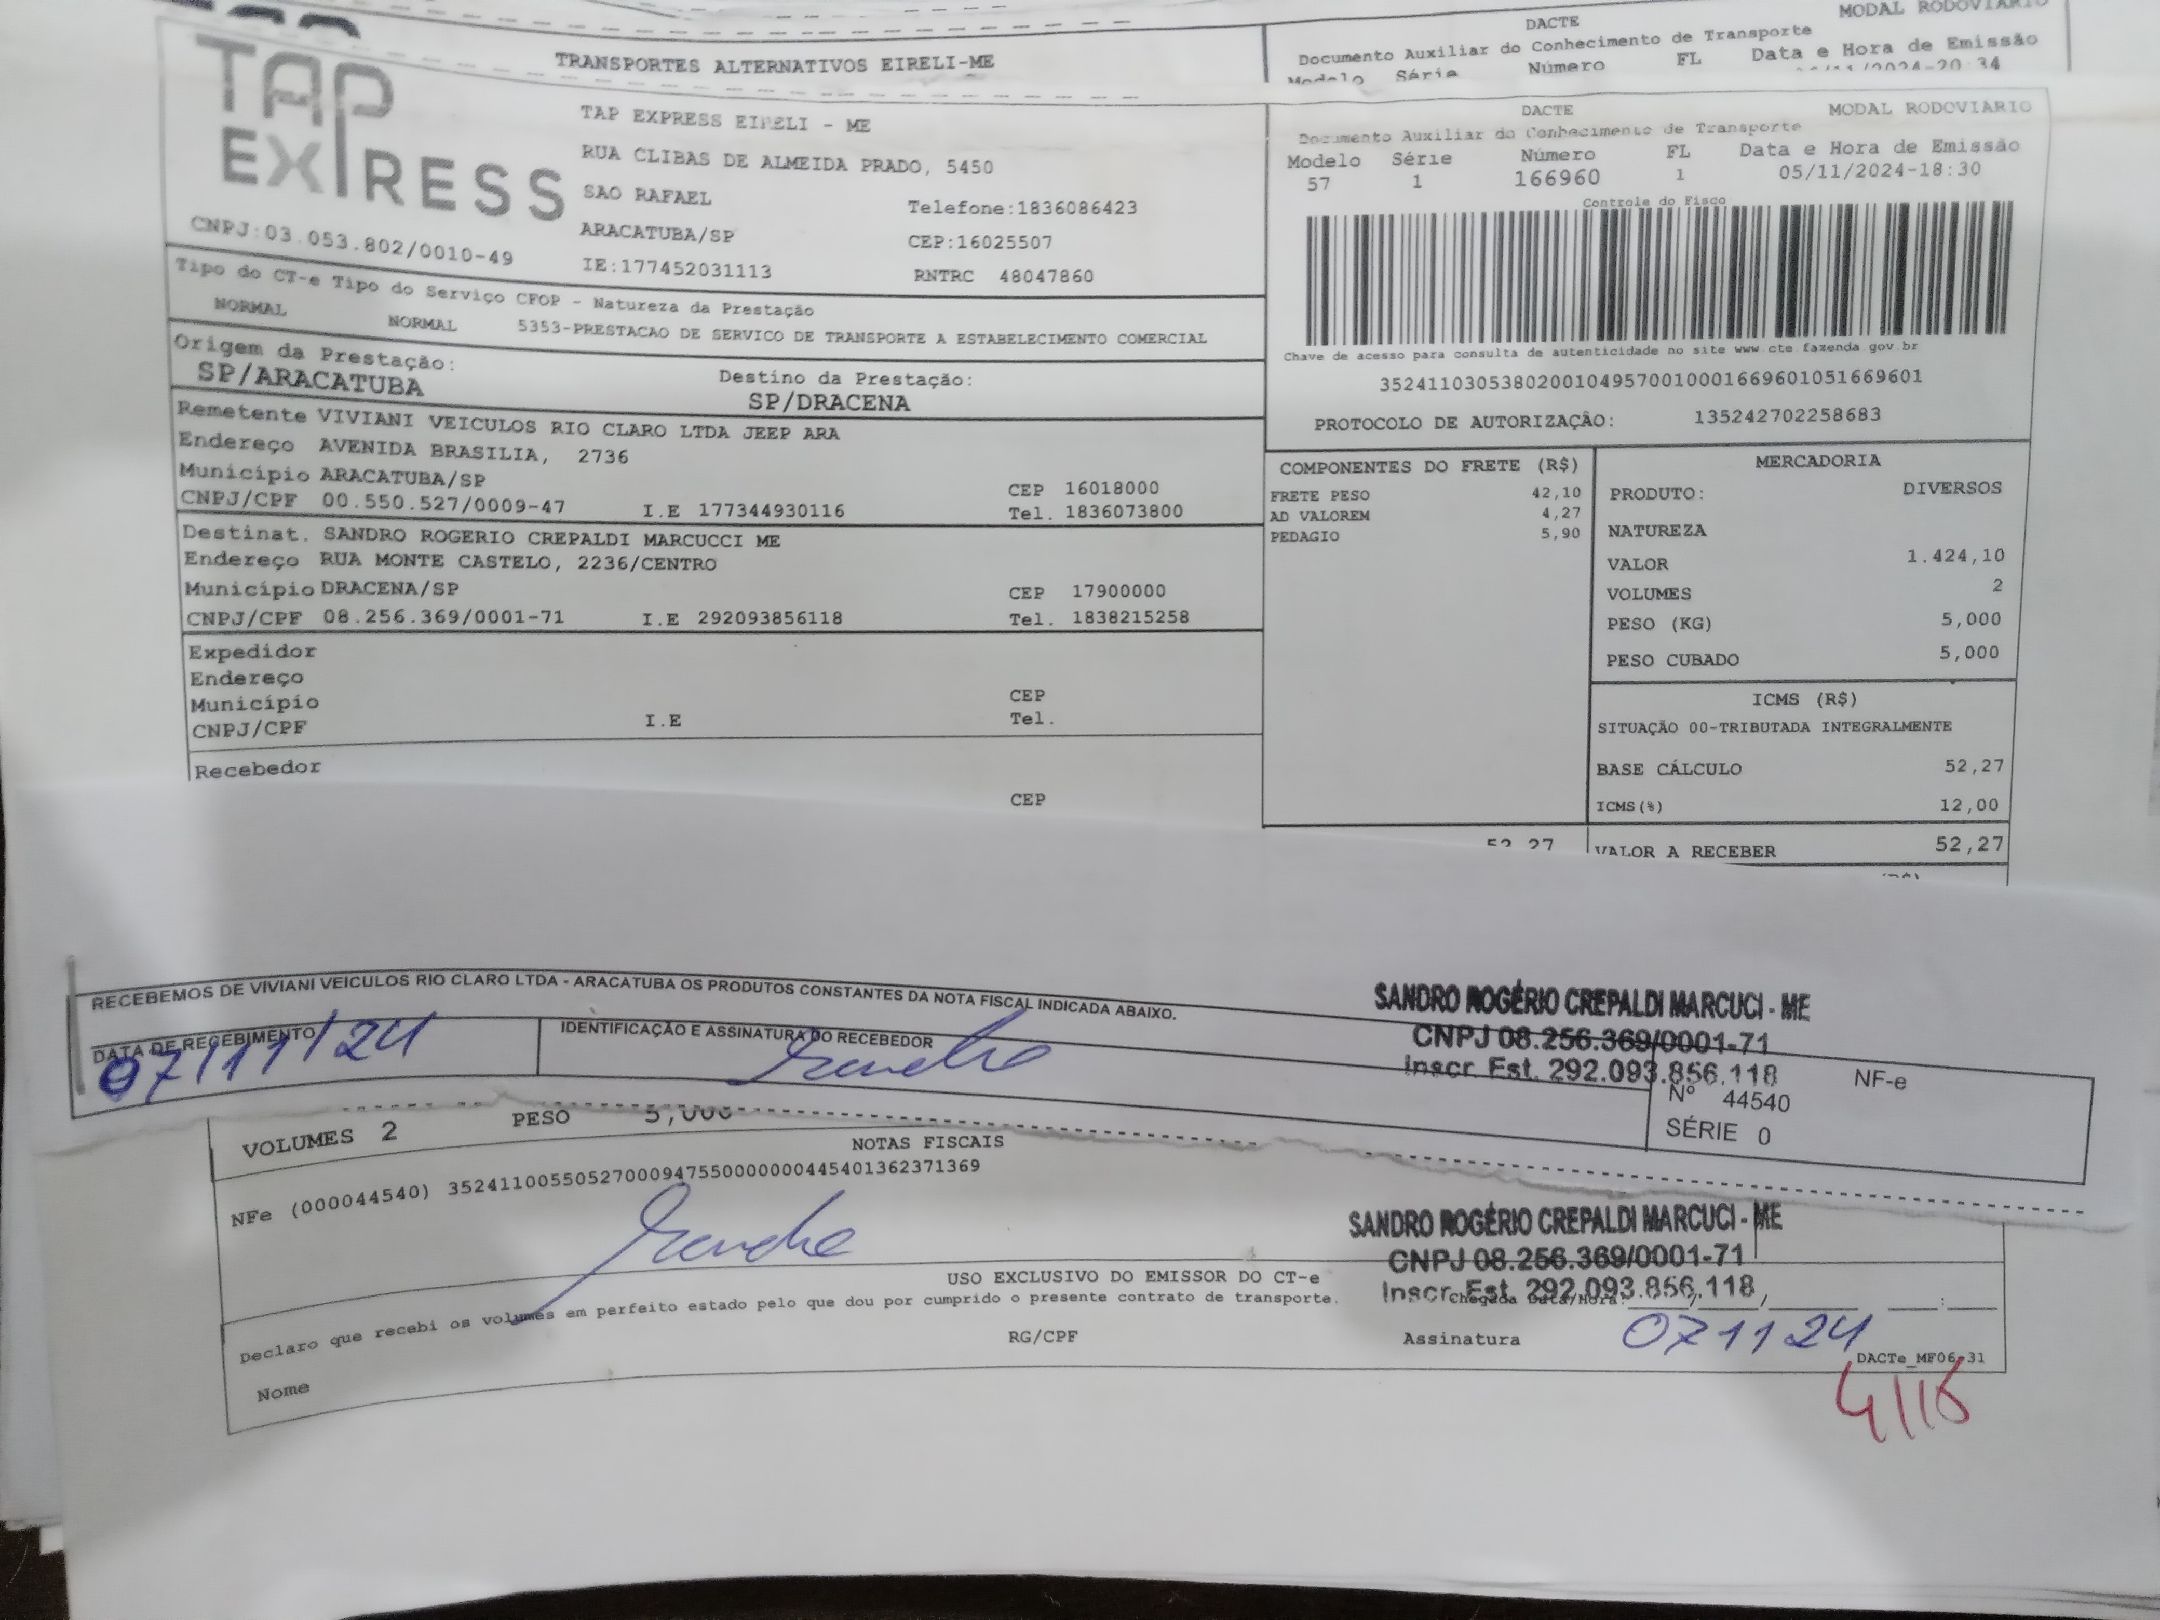 TRANSPORTES ALTERNATIVOS EIRELI-ME
DACTE
MODAL RODOVIARIO
Documento Auxiliar do Conhecimento de Transporte
Modelo Série Número FL Data e Hora de Emissão
/11/2024-20:34
TAP EXPRESS
CNPJ:03.053.802/0010-49
TAP EXPRESS EIRELI - ME
RUA CLIBAS DE ALMEIDA PRADO, 5450
SAO RAFAEL
Telefone:1836086423
ARACATUBA/SP
CEP:16025507
IE:177452031113
RNTRC 48047860
DACTE
MODAL RODOVIARIO
Documento Auxiliar do Conhecimento de Transporte
Modelo Série Número FL Data e Hora de Emissão
57 1 166960 1 05/11/2024-18:30
Controle do Fisco
Chave de acesso para consulta de autenticidade no site www.cte.fazenda.gov.br
35241103053802001049570010001669601051669601
PROTOCOLO DE AUTORIZAÇÃO: 135242702258683
Tipo do CT-e Tipo do Serviço CFOP - Natureza da Prestação
NORMAL NORMAL 5353-PRESTACAO DE SERVICO DE TRANSPORTE A ESTABELECIMENTO COMERCIAL
Origem da Prestação: Destino da Prestação:
SP/ARACATUBA SP/DRACENA
Remetente VIVIANI VEICULOS RIO CLARO LTDA JEEP ARA
Endereço AVENIDA BRASILIA, 2736
Município ARACATUBA/SP CEP 16018000
CNPJ/CPF 00.550.527/0009-47 I.E 177344930116 Tel. 1836073800
Destinat. SANDRO ROGERIO CREPALDI MARCUCCI ME
Endereço RUA MONTE CASTELO, 2236/CENTRO
Município DRACENA/SP CEP 17900000
CNPJ/CPF 08.256.369/0001-71 I.E 292093856118 Tel. 1838215258
Expedidor
Endereço
Município CEP
CNPJ/CPF I.E Tel.
Recebedor
CEP
COMPONENTES DO FRETE (R$)
FRETE PESO 42,10
AD VALOREM 4,27
PEDAGIO 5,90
52,27
MERCADORIA
PRODUTO: DIVERSOS
NATUREZA
VALOR 1.424,10
VOLUMES 2
PESO (KG) 5,000
PESO CUBADO 5,000
ICMS (R$)
SITUAÇÃO 00-TRIBUTADA INTEGRALMENTE
BASE CÁLCULO 52,27
ICMS(%) 12,00
VALOR A RECEBER 52,27
RECEBEMOS DE VIVIANI VEICULOS RIO CLARO LTDA - ARACATUBA OS PRODUTOS CONSTANTES DA NOTA FISCAL INDICADA ABAIXO.
DATA DE RECEBIMENTO
07/11/24
IDENTIFICAÇÃO E ASSINATURA DO RECEBEDOR
SANDRO ROGÉRIO CREPALDI MARCUCI - ME
CNPJ 08.256.369/0001-71
Inscr. Est. 292.093.856.118
NF-e
Nº 44540
SÉRIE 0
VOLUMES 2 PESO 5,000
NOTAS FISCAIS
NFe (000044540) 35241100550527000947550000000445401362371369
SANDRO ROGÉRIO CREPALDI MARCUCI - ME
CNPJ 08.256.369/0001-71
Inscr. Est. 292.093.856.118
USO EXCLUSIVO DO EMISSOR DO CT-e
Declaro que recebi os volumes em perfeito estado pelo que dou por cumprido o presente contrato de transporte.
Chegada Data/Hora:
Nome RG/CPF Assinatura
071124
DACTe_MF06-31